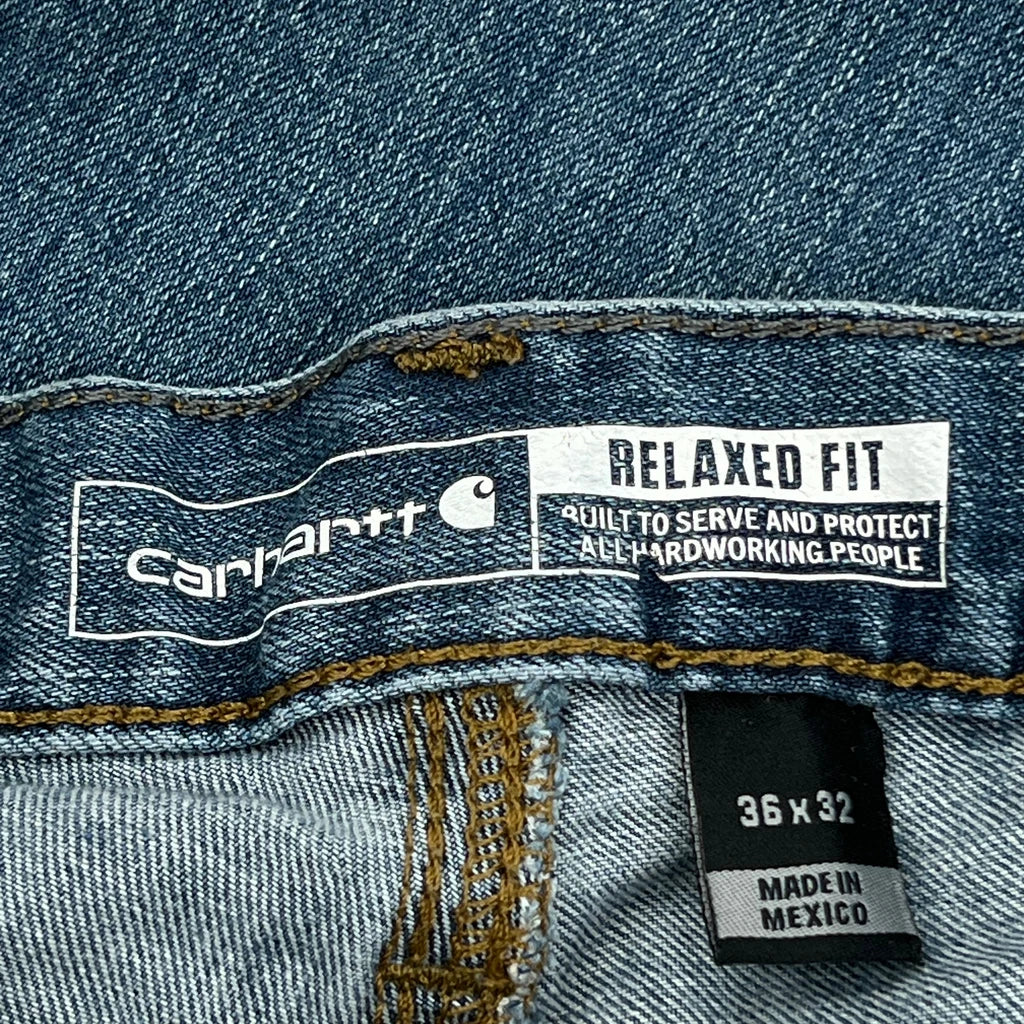 carhartt
RELAXED FIT
BUILT TO SERVE AND PROTECT
ALL HARDWORKING PEOPLE
36 X 32
MADE IN
MEXICO